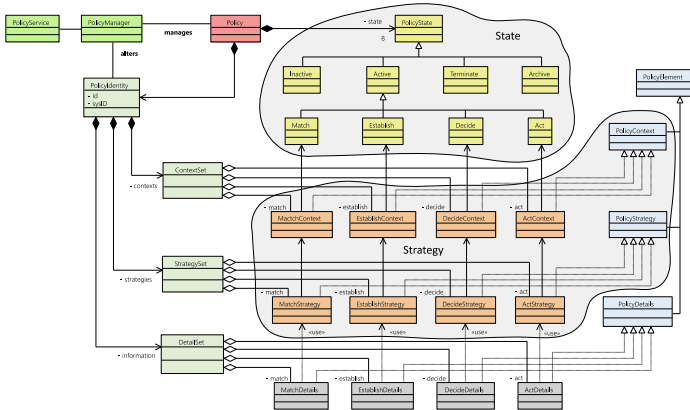 PolicyService
PolicyManager
manages
Policy
- state
8
PolicyState
State
alters
PolicyIdentity
- id
- sysID
Inactive
Active
Terminate
Archive
PolicyElement
Match
Establish
Decide
Act
PolicyContext
ContextSet
- contexts
- match
- establish
- decide
- act
MacthContext
EstablishContext
DecideContext
ActContext
PolicyStrategy
Strategy
StrategySet
- strategies
- match
- establish
- decide
- act
MatchStrategy
EstablishStrategy
DecideStrategy
ActStrategy
PolicyDetails
«use»
«use»
«use»
«use»
DetailSet
- information
- match
- establish
- decide
- act
MatchDetails
EstablishDetails
DecideDetails
ActDetails